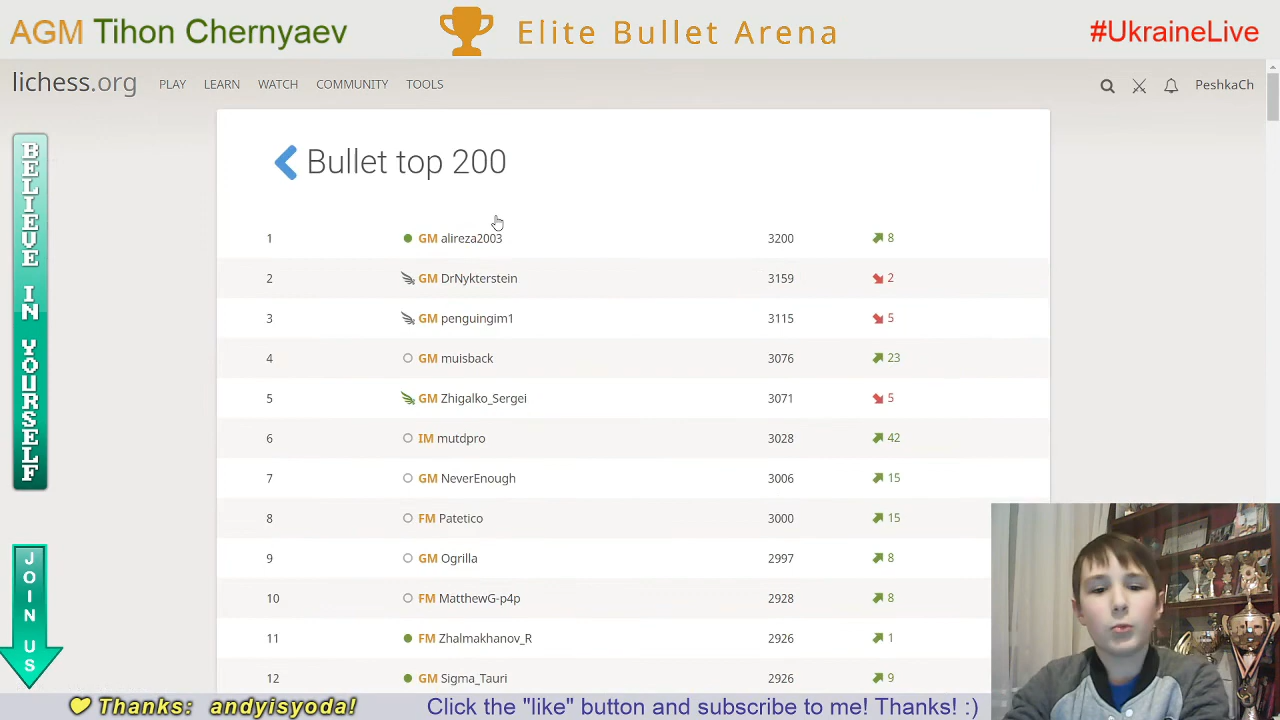 AGM Tihon Chernyaev
Elite Bullet Arena
#UkraineLive
lichess.org PLAY LEARN WATCH COMMUNITY TOOLS PeshkaCh
BELIEVE IN YOURSELF
Bullet top 200
1 GM alireza2003 3200 8
2 GM DrNykterstein 3159 2
3 GM penguingim1 3115 5
4 GM muisback 3076 23
5 GM Zhigalko_Sergei 3071 5
6 IM mutdpro 3028 42
7 GM NeverEnough 3006 15
8 FM Patetico 3000 15
9 GM Ogrilla 2997 8
10 FM MatthewG-p4p 2928 8
11 FM Zhalmakhanov_R 2926 1
12 GM Sigma_Tauri 2926 9
JOIN US
Thanks: andyisyoda!
Click the "like" button and subscribe to me! Thanks! :)